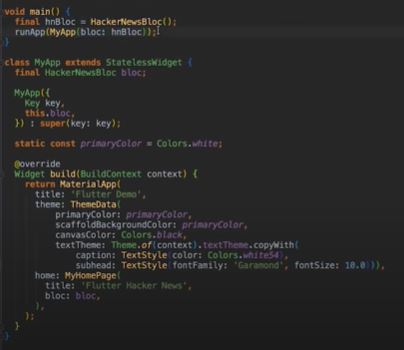 void main() {
  final hnBloc = HackerNewsBloc();
  runApp(MyApp(bloc: hnBloc));
}

class MyApp extends StatelessWidget {
  final HackerNewsBloc bloc;

  MyApp({
    Key key,
    this.bloc,
  }) : super(key: key);

  static const primaryColor = Colors.white;

  @override
  Widget build(BuildContext context) {
    return MaterialApp(
      title: 'Flutter Demo',
      theme: ThemeData(
          primaryColor: primaryColor,
          scaffoldBackgroundColor: primaryColor,
          canvasColor: Colors.black,
          textTheme: Theme.of(context).textTheme.copyWith(
              caption: TextStyle(color: Colors.white54),
              subhead: TextStyle(fontFamily: 'Garamond', fontSize: 10.0))),
      home: MyHomePage(
        title: 'Flutter Hacker News',
        bloc: bloc,
      ),
    );
  }
}